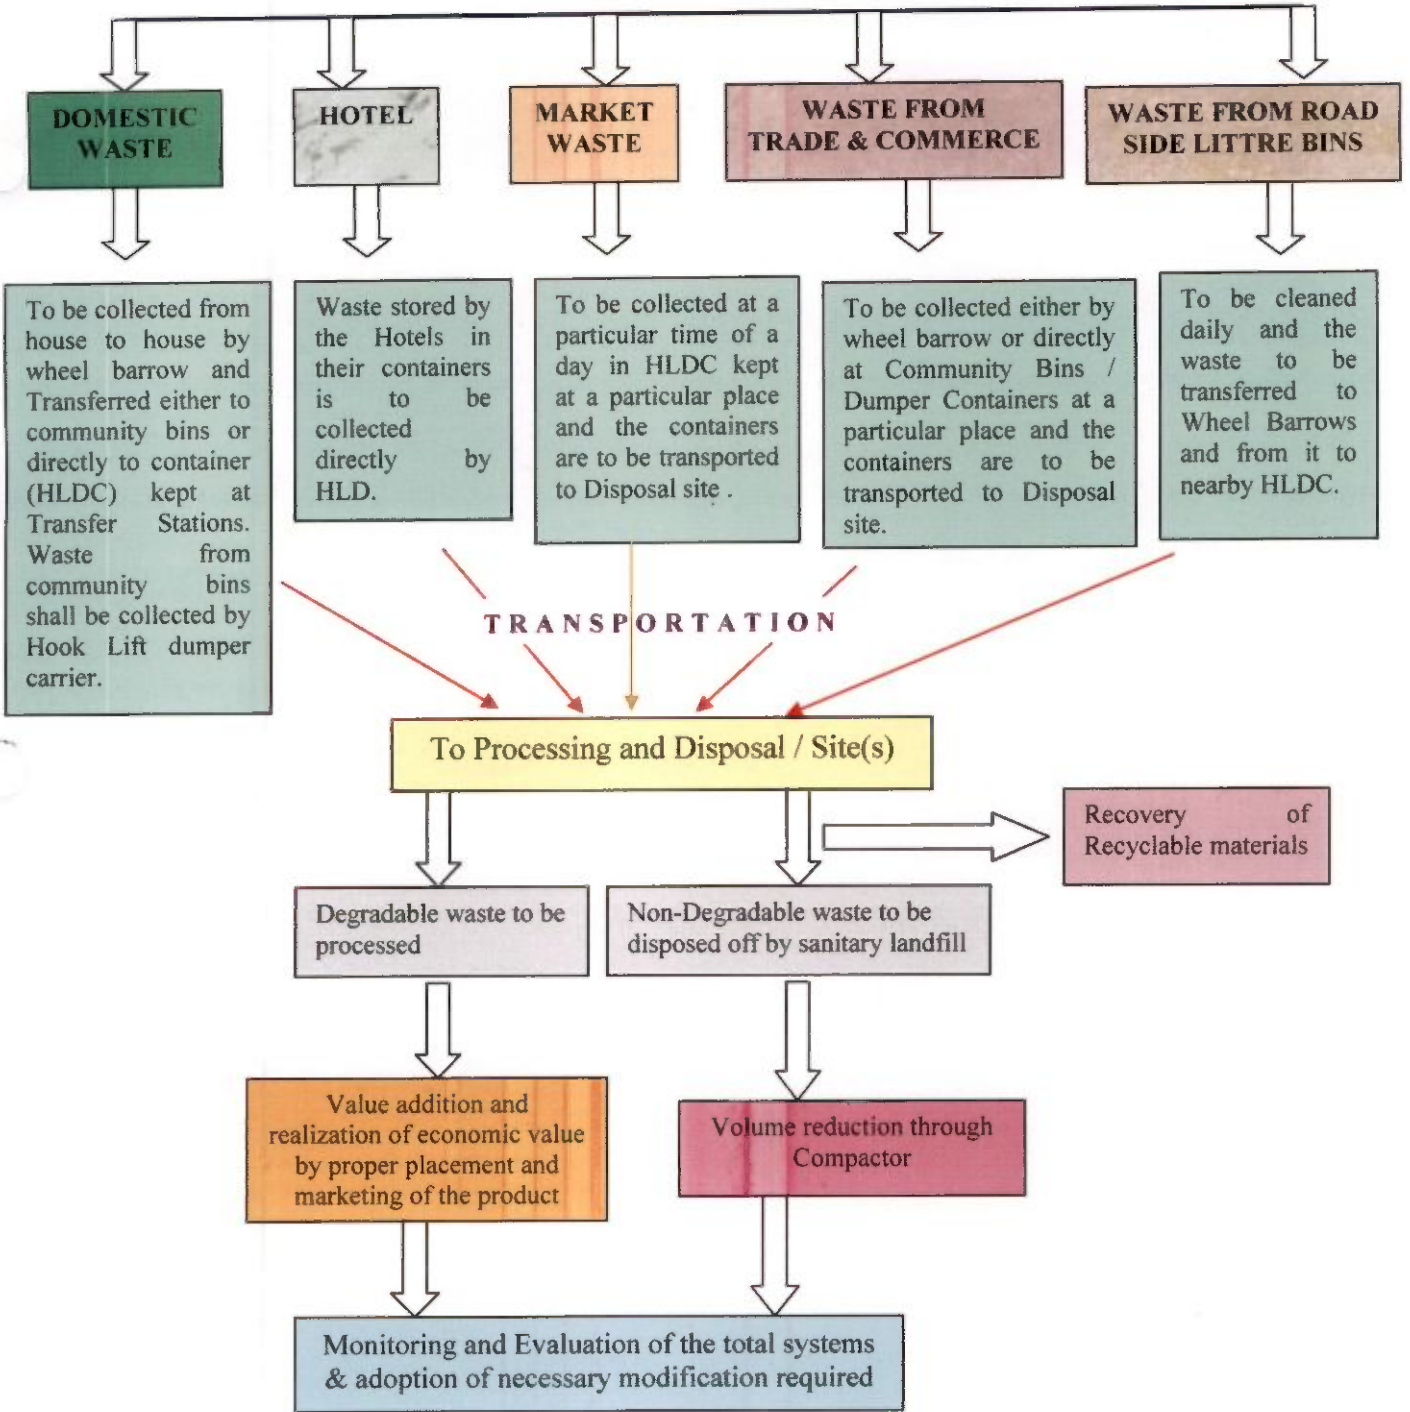 DOMESTIC
WASTE
HOTEL
MARKET
WASTE
WASTE FROM
TRADE & COMMERCE
WASTE FROM ROAD
SIDE LITTRE BINS
To be collected from
house to house by
wheel barrow and
Transferred either to
community bins or
directly to container
(HLDC) kept at
Transfer Stations.
Waste from
community bins
shall be collected by
Hook Lift dumper
carrier.
Waste stored by
the Hotels in
their containers
is to be
collected
directly by
HLD.
To be collected at a
particular time of a
day in HLDC kept
at a particular place
and the containers
are to be transported
to Disposal site .
To be collected either by
wheel barrow or directly
at Community Bins /
Dumper Containers at a
particular place and the
containers are to be
transported to Disposal
site.
To be cleaned
daily and the
waste to be
transferred to
Wheel Barrows
and from it to
nearby HLDC.
TRANSPORTATION
To Processing and Disposal / Site(s)
Recovery of
Recyclable materials
Degradable waste to be
processed
Non-Degradable waste to be
disposed off by sanitary landfill
Value addition and
realization of economic value
by proper placement and
marketing of the product
Volume reduction through
Compactor
Monitoring and Evaluation of the total systems
& adoption of necessary modification required